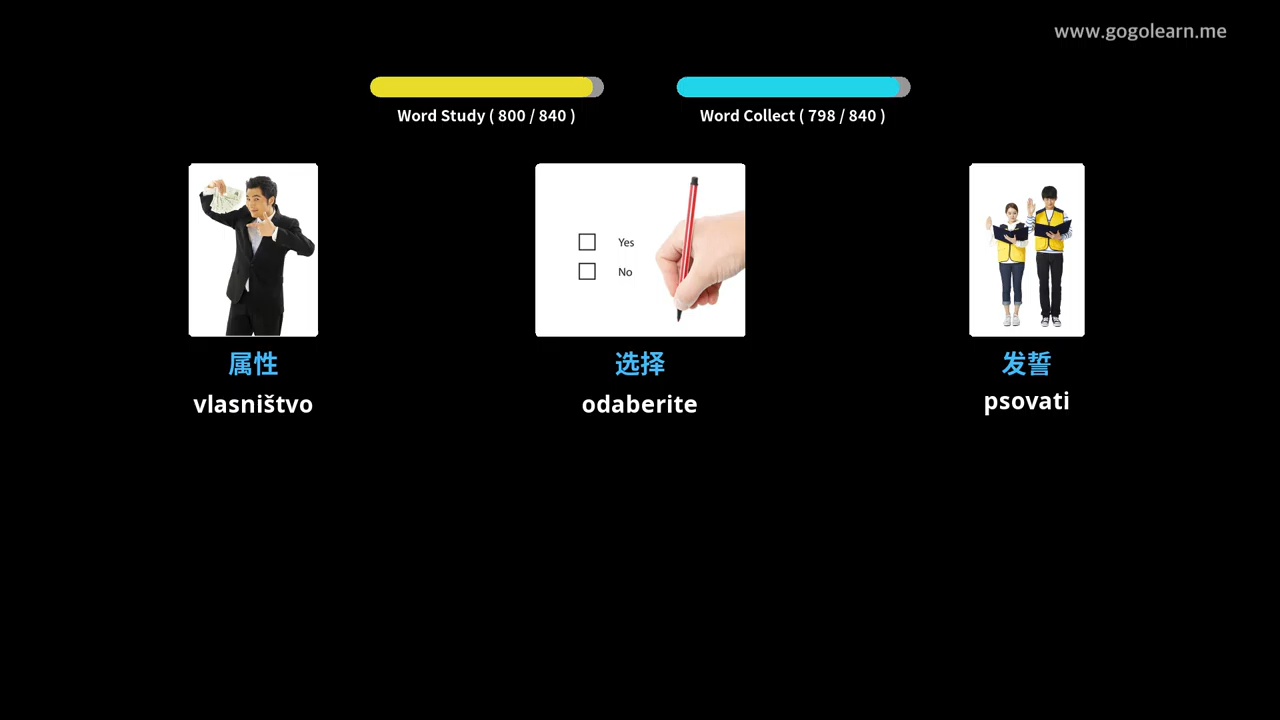 www.gogolearn.me
Word Study ( 800 / 840 )
Word Collect ( 798 / 840 )
Yes
No
属性
选择
发誓
vlasništvo
odaberite
psovati